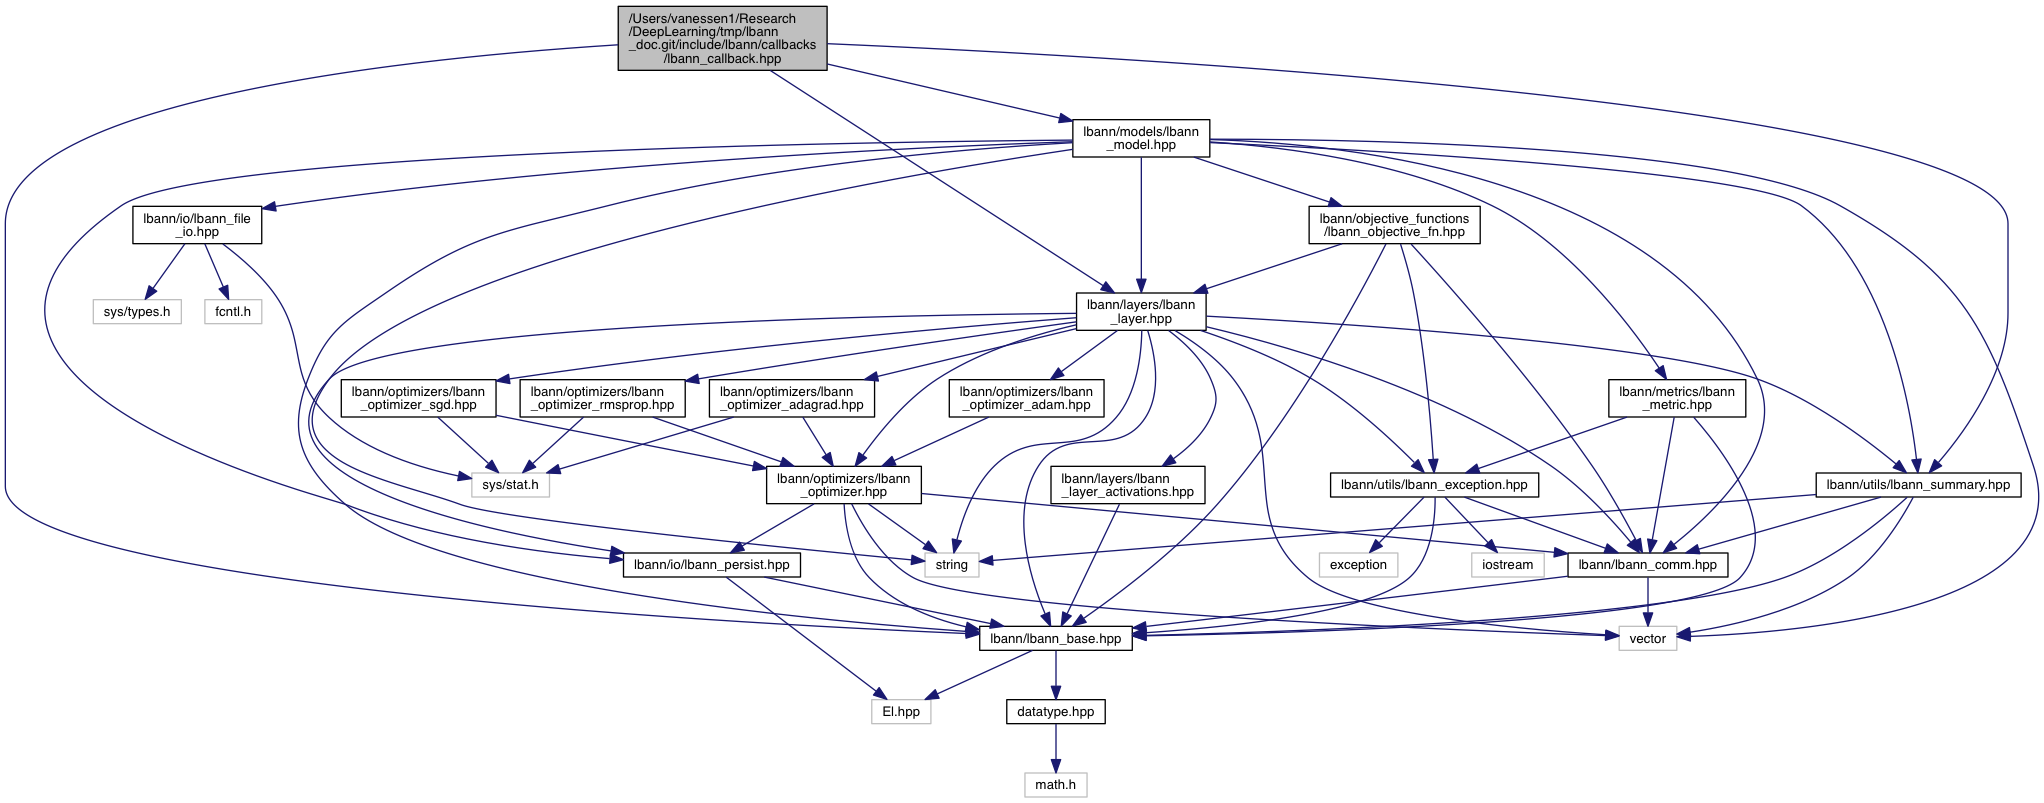 /Users/vanessen1/Research
/DeepLearning/tmp/lbann
_doc.git/include/lbann/callbacks
/lbann_callback.hpp
lbann/models/lbann
_model.hpp
lbann/io/lbann_file
_io.hpp
lbann/objective_functions
/lbann_objective_fn.hpp
sys/types.h
fcntl.h
lbann/layers/lbann
_layer.hpp
lbann/optimizers/lbann
_optimizer_sgd.hpp
lbann/optimizers/lbann
_optimizer_rmsprop.hpp
lbann/optimizers/lbann
_optimizer_adagrad.hpp
lbann/optimizers/lbann
_optimizer_adam.hpp
lbann/metrics/lbann
_metric.hpp
sys/stat.h
lbann/optimizers/lbann
_optimizer.hpp
lbann/layers/lbann
_layer_activations.hpp
lbann/utils/lbann_exception.hpp
lbann/utils/lbann_summary.hpp
lbann/io/lbann_persist.hpp
string
exception
iostream
lbann/lbann_comm.hpp
lbann/lbann_base.hpp
vector
El.hpp
datatype.hpp
math.h